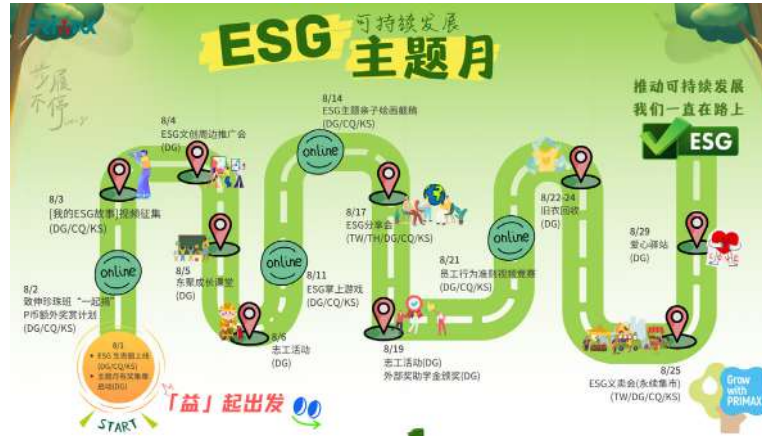 PRIMAX
ESG
可持续发展
主题月
步履
不停
推动可持续发展
我们一直在路上
ESG
8/14
ESG主题亲子绘画截稿
(DG/CQ/KS)
8/4
ESG文创周边推广会
(DG)
online
8/3
[我的ESG故事]视频征集
(DG/CQ/KS)
8/17
ESG分享会
(TW/TH/DG/CQ/KS)
8/22-24
旧衣回收
(DG)
8/29
爱心驿站
(DG)
online
8/2
致伸珍珠班“一起捐”
P币额外奖赏计划
(DG/CQ/KS)
8/5
东聚成长课堂
(DG)
online
8/11
ESG掌上游戏
(DG/CQ/KS)
online
8/21
员工行为准则视频竞赛
(DG/CQ/KS)
8/6
志工活动
(DG)
8/19
志工活动(DG)
外部奖助学金颁奖(DG)
8/25
ESG义卖会(永续集市)
(TW/DG/CQ/KS)
8/1
(DG/CQ/KS)
启动(DG)
START
「益」起出发
Grow
with
PRIMAX